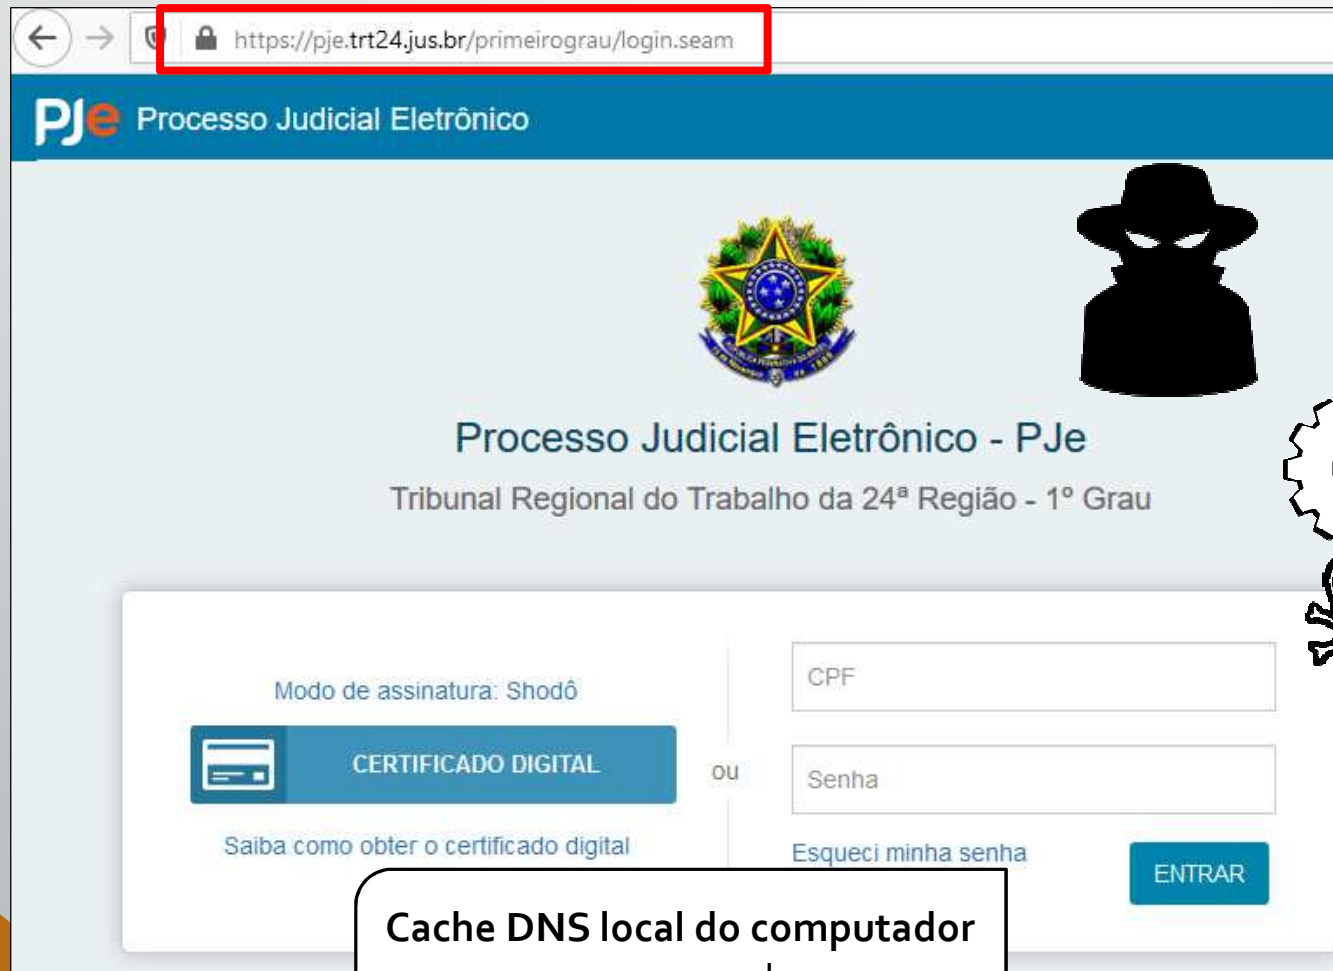 https://pje.trt24.jus.br/primeirograu/login.seam
PJe Processo Judicial Eletrônico
Processo Judicial Eletrônico - PJe
Tribunal Regional do Trabalho da 24ª Região - 1º Grau
Modo de assinatura: Shodô
CERTIFICADO DIGITAL
Saiba como obter o certificado digital
ou
CPF
Senha
Esqueci minha senha
ENTRAR
Cache DNS local do computador